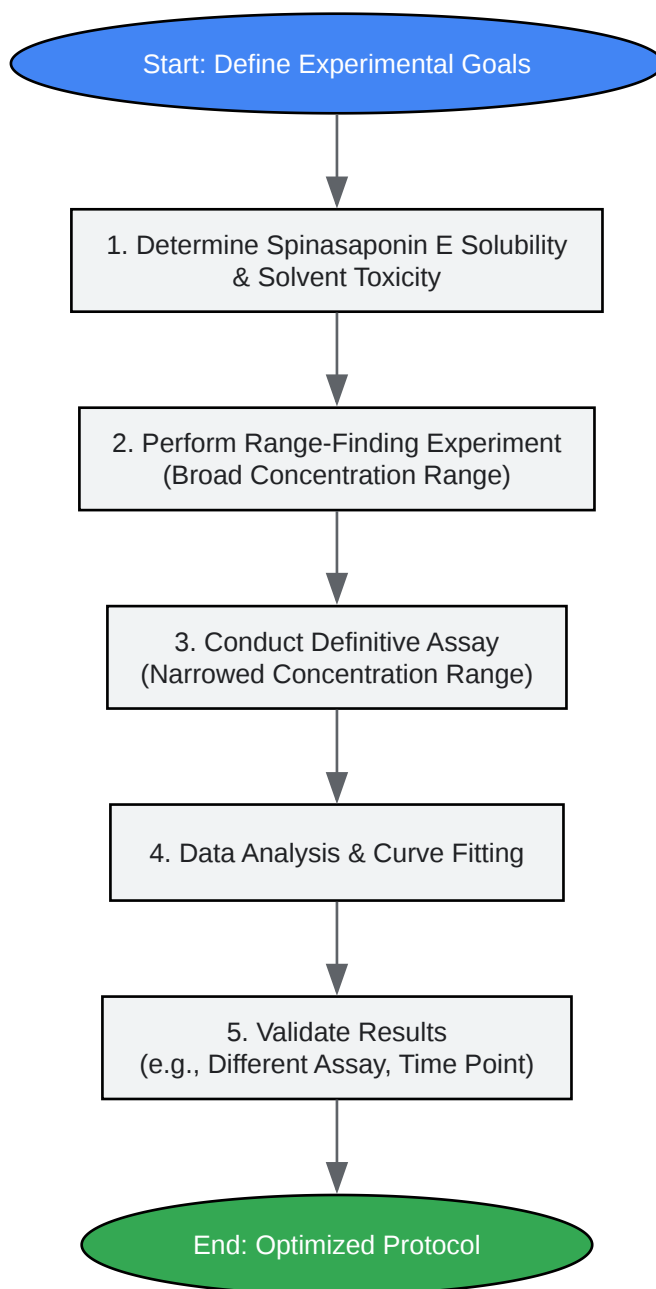 Start: Define Experimental Goals
1. Determine Spinasaponin E Solubility
& Solvent Toxicity
2. Perform Range-Finding Experiment
(Broad Concentration Range)
3. Conduct Definitive Assay
(Narrowed Concentration Range)
4. Data Analysis & Curve Fitting
5. Validate Results
(e.g., Different Assay, Time Point)
End: Optimized Protocol